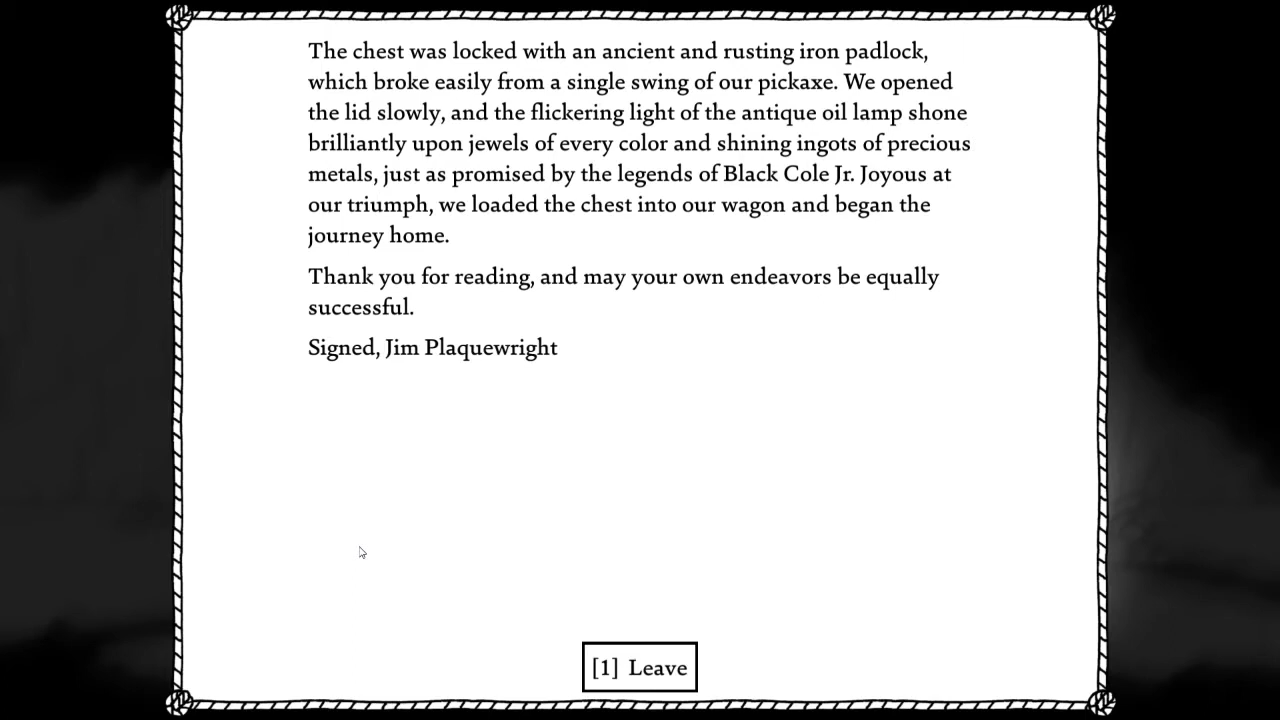 The chest was locked with an ancient and rusting iron padlock,
which broke easily from a single swing of our pickaxe. We opened
the lid slowly, and the flickering light of the antique oil lamp shone
brilliantly upon jewels of every color and shining ingots of precious
metals, just as promised by the legends of Black Cole Jr. Joyous at
our triumph, we loaded the chest into our wagon and began the
journey home.
Thank you for reading, and may your own endeavors be equally
successful.
Signed, Jim Plaquewright
[1] Leave